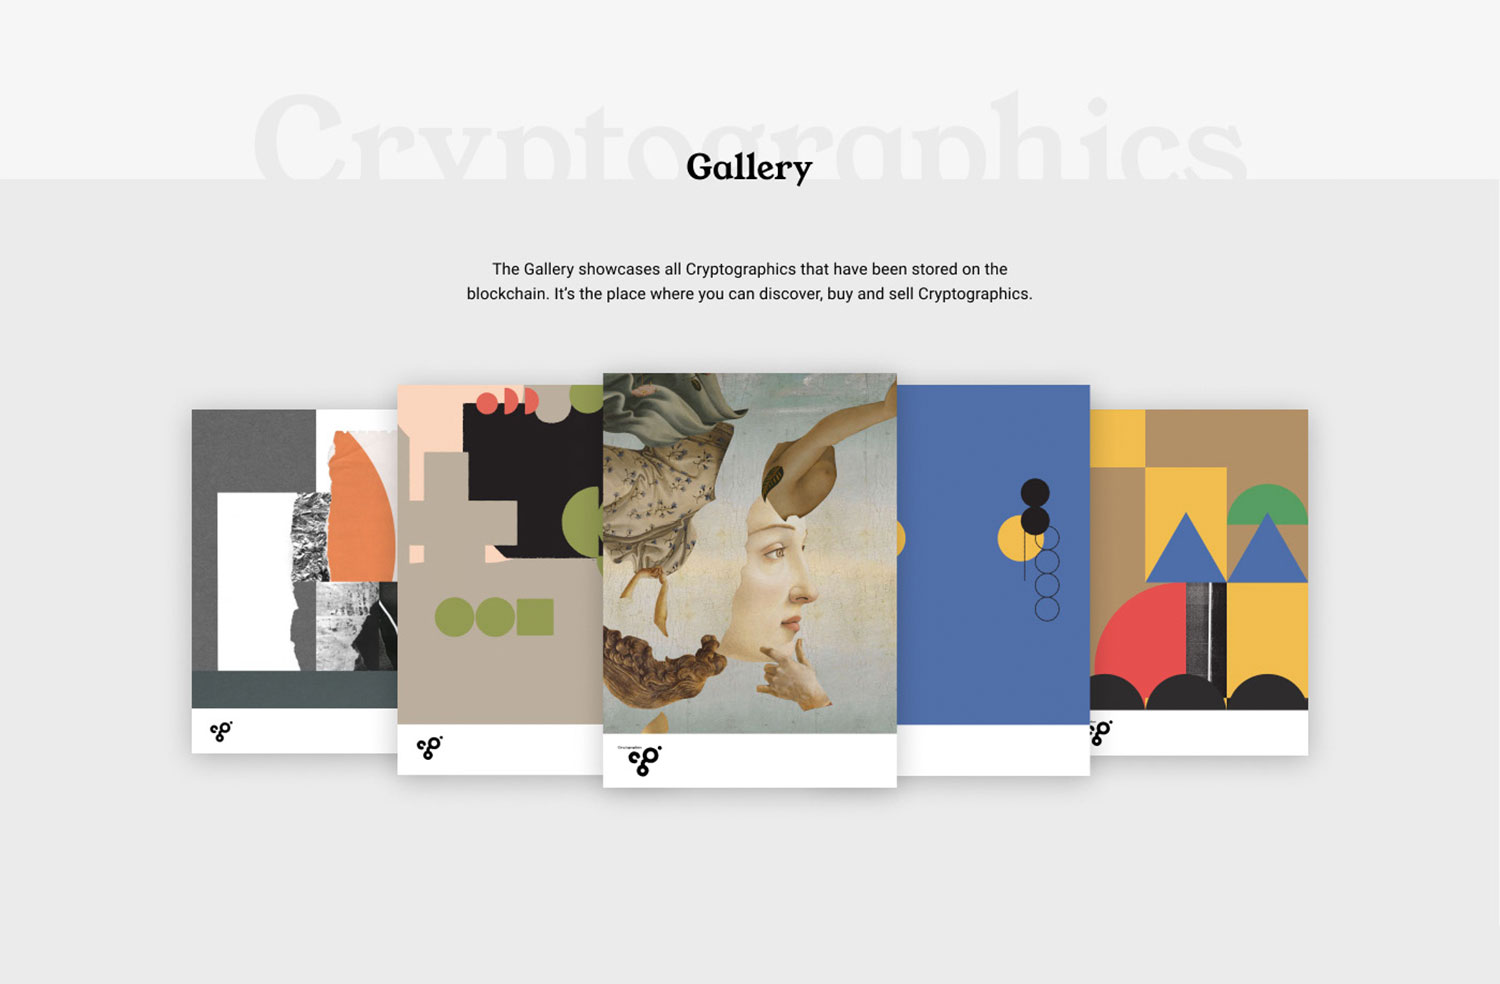 Cryptographics
Gallery
The Gallery showcases all Cryptographics that have been stored on the
blockchain. It’s the place where you can discover, buy and sell Cryptographics.